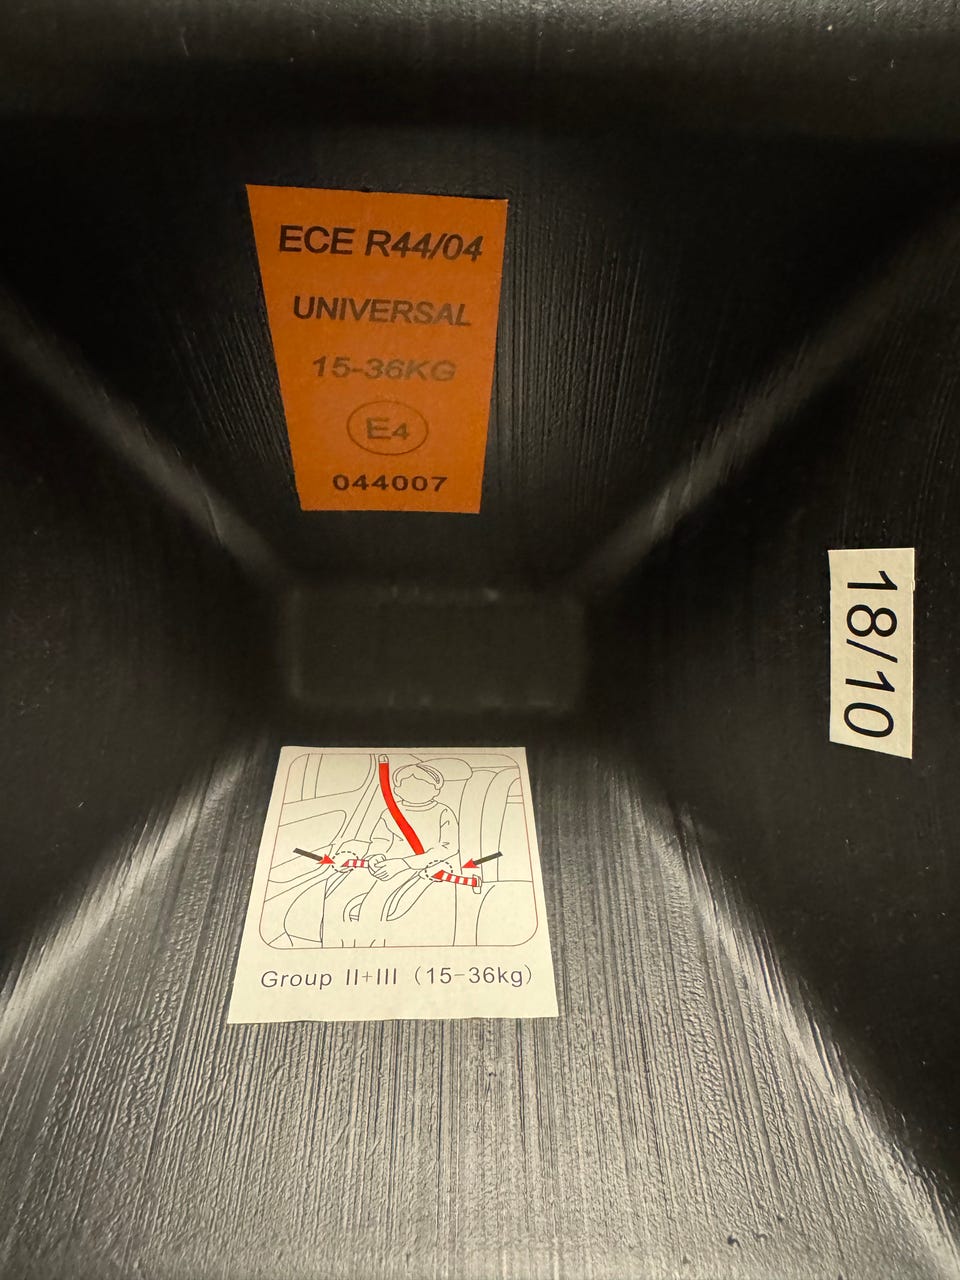 ECE R44/04
UNIVERSAL
15-36KG
E4
044007
18/10
Group II+III (15-36kg)